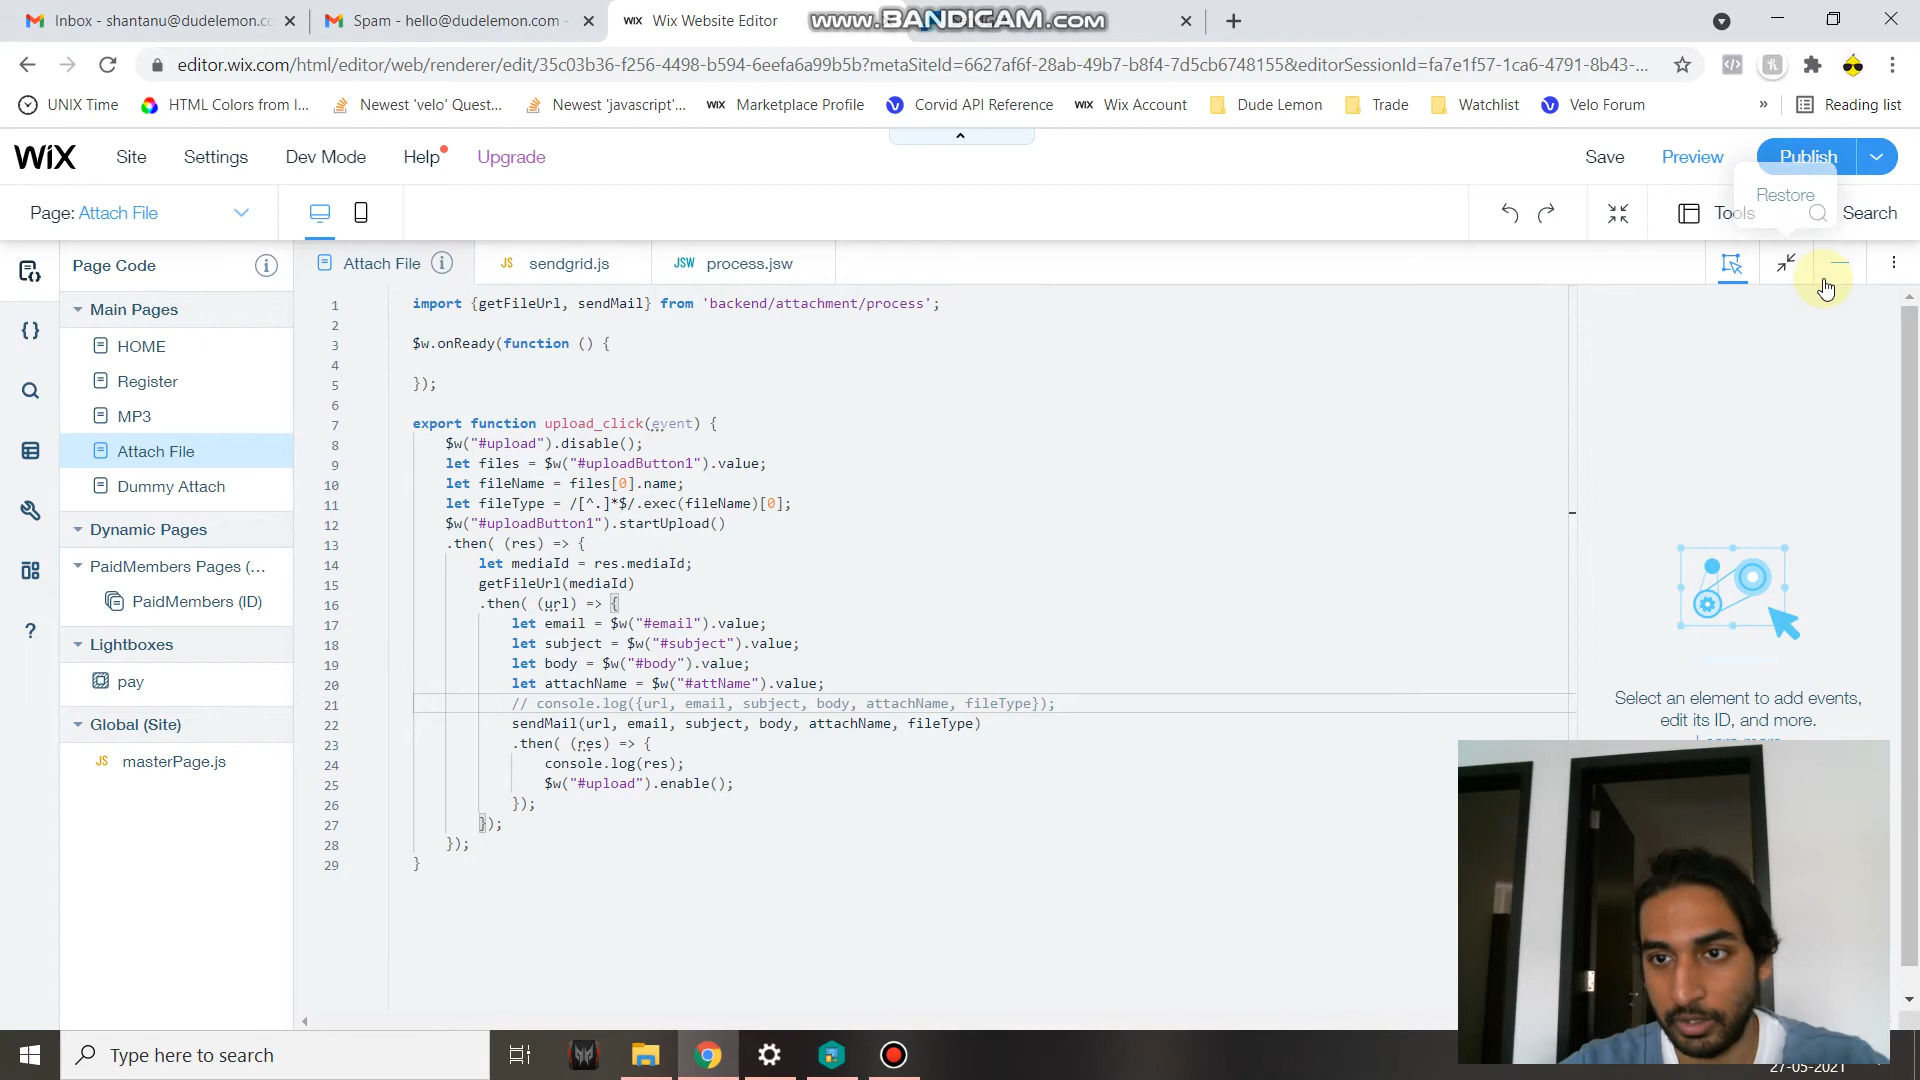 Inbox - shantanu@dudelemon.cc
Spam - hello@dudelemon.com -
WIX Wix Website Editor
www.BANDICAM.com
editor.wix.com/html/editor/web/renderer/edit/35c03b36-f256-4498-b594-6eefa6a99b5b?metaSiteId=6627af6f-28ab-49b7-b8f4-7d5cb6748155&editorSessionId=fa7e1f57-1ca6-4791-8b43-...
UNIX Time
HTML Colors from I...
Newest 'velo' Quest...
Newest 'javascript'...
WIX Marketplace Profile
Corvid API Reference
WIX Wix Account
Dude Lemon
Trade
Watchlist
Velo Forum
»
Reading list
WiX
Site
Settings
Dev Mode
Help
Upgrade
Save
Preview
Publish
Restore
Page: Attach File
Tools
Search
Page Code
Attach File
JS sendgrid.js
JSW process.jsw
Main Pages
HOME
Register
MP3
Attach File
Dummy Attach
Dynamic Pages
PaidMembers Pages (...
PaidMembers (ID)
Lightboxes
pay
Global (Site)
JS masterPage.js
1 import {getFileUrl, sendMail} from 'backend/attachment/process';
2
3 $w.onReady(function () {
4
5 });
6
7 export function upload_click(event) {
8 $w("#upload").disable();
9 let files = $w("#uploadButton1").value;
10 let fileName = files[0].name;
11 let fileType = /[^.]*$/.exec(fileName)[0];
12 $w("#uploadButton1").startUpload()
13 .then( (res) => {
14 let mediaId = res.mediaId;
15 getFileUrl(mediaId)
16 .then( (url) => {
17 let email = $w("#email").value;
18 let subject = $w("#subject").value;
19 let body = $w("#body").value;
20 let attachName = $w("#attName").value;
21 // console.log({url, email, subject, body, attachName, fileType});
22 sendMail(url, email, subject, body, attachName, fileType)
23 .then( (res) => {
24 console.log(res);
25 $w("#upload").enable();
26 });
27 });
28 });
29 }
Select an element to add events,
edit its ID, and more.
Learn more
Type here to search
27-05-2021